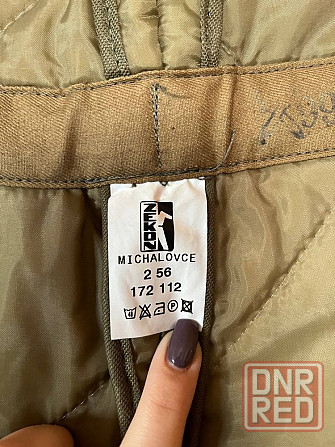 ZEKON
MICHALOVCE
2 56
172 112
P
DNR
RED